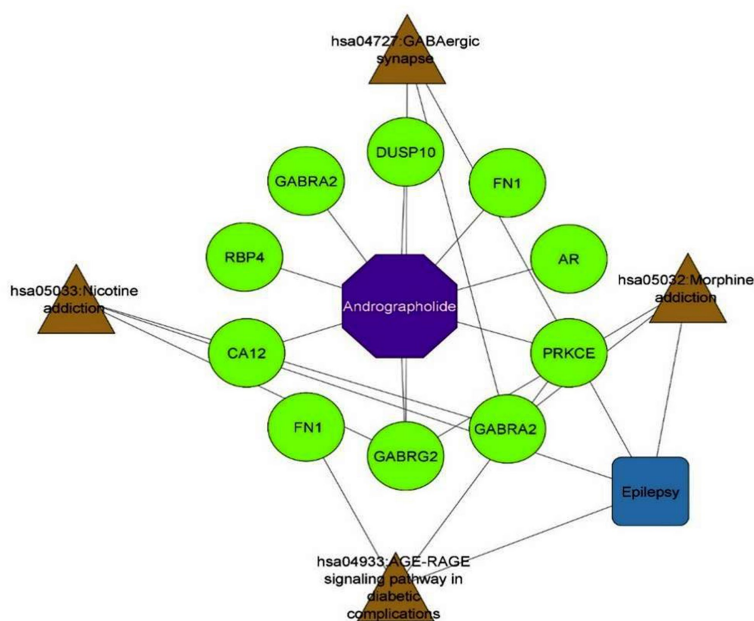 hsa04727:GABAergic
synapse
DUSP10
GABRA2
FN1
RBP4
AR
hsa05033:Nicotine
addiction
hsa05032:Morphine
addiction
Andrographolide
CA12
PRKCE
FN1
GABRG2
GABRA2
Epilepsy
hsa04933:AGE-RAGE
signaling pathway in
diabetic
complications